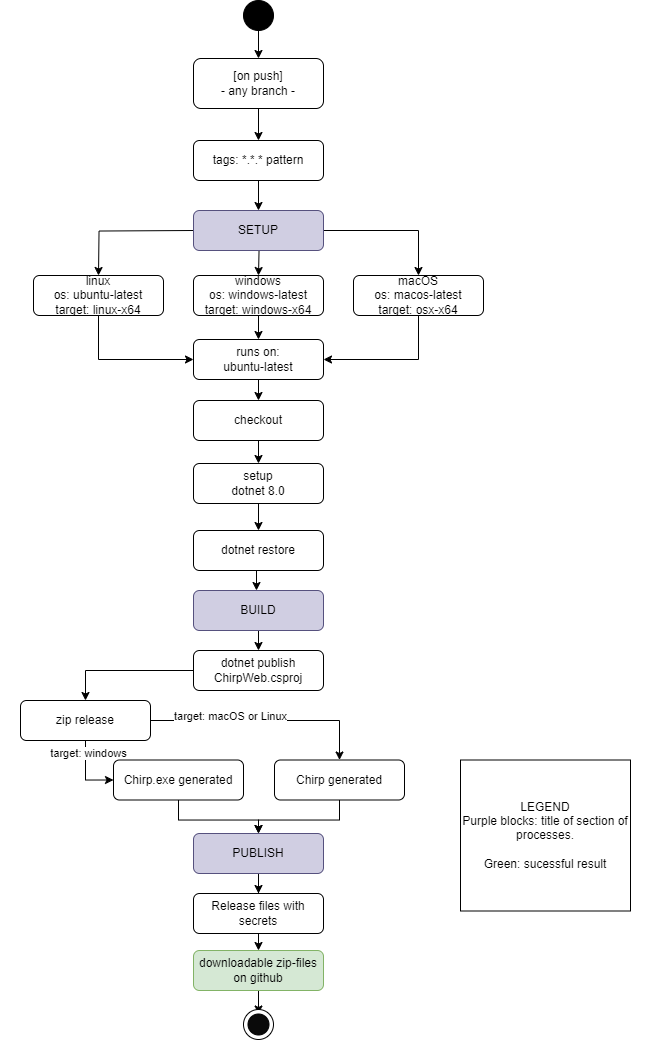 [on push]
- any branch -
tags: *.*.* pattern
SETUP
linux
os: ubuntu-latest
target: linux-x64
windows
os: windows-latest
target: windows-x64
macOS
os: macos-latest
target: osx-x64
runs on:
ubuntu-latest
checkout
setup
dotnet 8.0
dotnet restore
BUILD
dotnet publish
ChirpWeb.csproj
zip release
target: macOS or Linux
target: windows
Chirp.exe generated
Chirp generated
PUBLISH
Release files with
secrets
downloadable zip-files
on github
LEGEND
Purple blocks: title of section of
processes.
Green: sucessful result